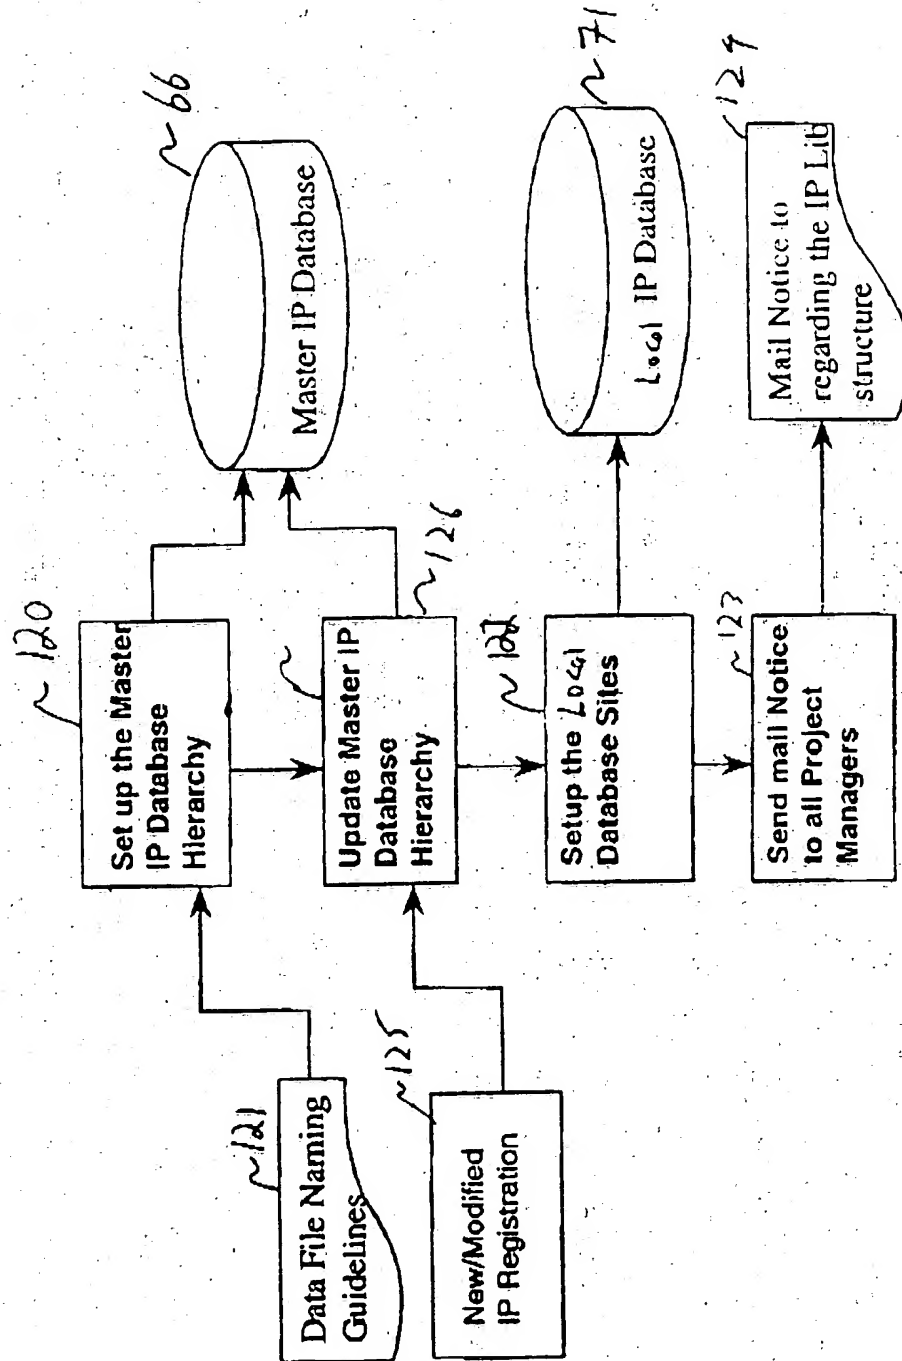 ~ 120
Set up the Master
IP Database
Hierarchy
~ 66
Master IP Database
~121
Data File Naming
Guidelines
Update Master IP
Database
Hierarchy
~126
~125
New/Modified
IP Registration
~ 122
Setup the Local
Database Sites
~ 71
Local IP Database
~123
Send mail Notice
to all Project
Managers
124
Mail Notice to
regarding the IP Lib
structure